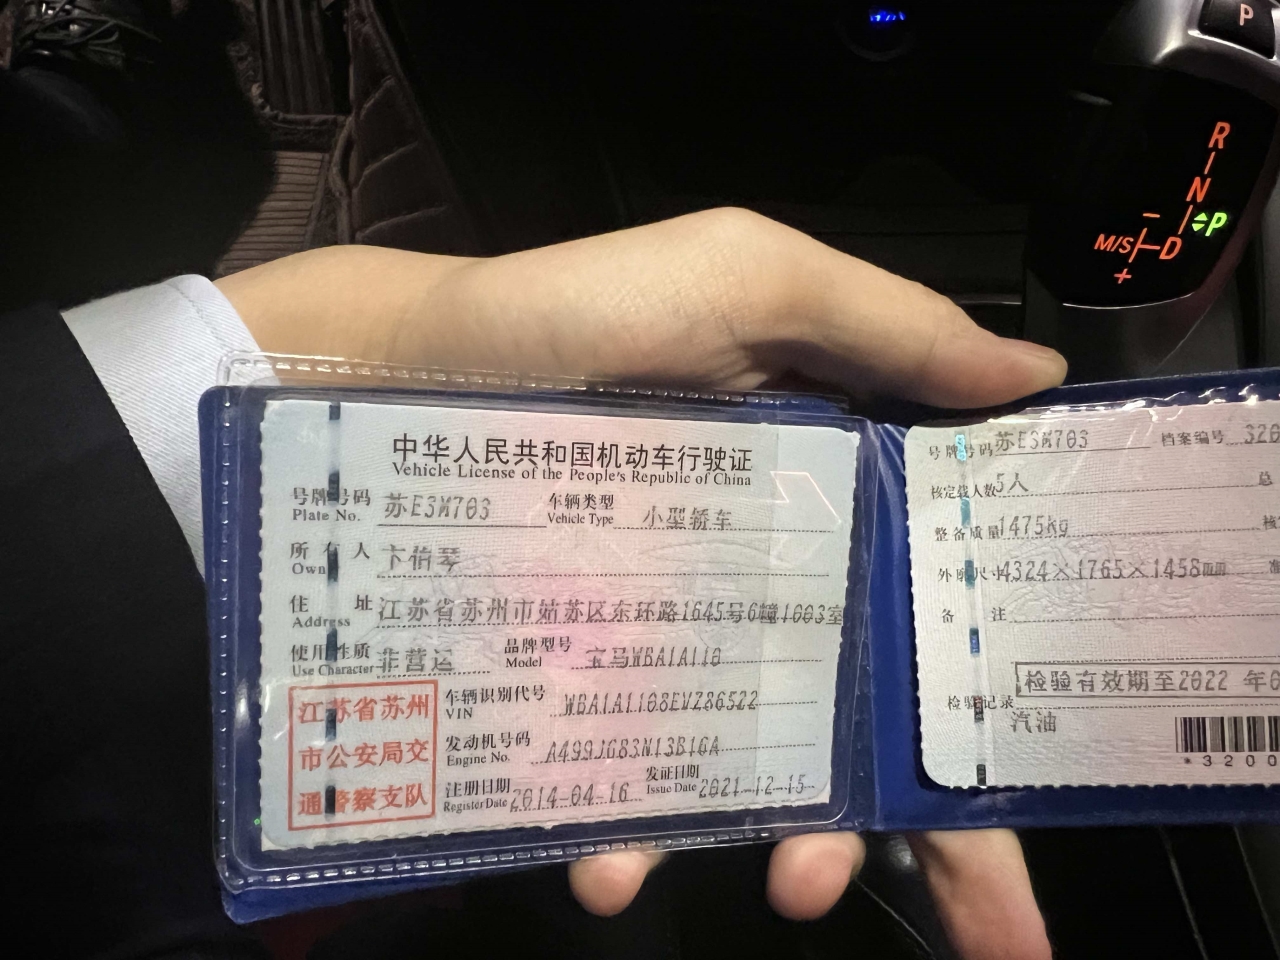 P
R
N
P
M/S
D
+
中华人民共和国机动车行驶证
Vehicle License of the People's Republic of China
号牌号码 苏E3M703 车辆类型 小型轿车
Plate No. Vehicle Type
所有人
Own
住址 江苏省苏州市姑苏区东环路1645号6幢1003室
Address
使用性质 非营运 品牌型号 宝马WBA1A110
Use Character Model
车辆识别代号 WBA1A1108EVZ86522
VIN
发动机号码 A499J683N13B16A
Engine No.
注册日期 2014-04-16 发证日期 2021-12-15
Register Date Issue Date
江苏省苏州
市公安局交
通警察支队
号牌号码 苏E3M703 档案编号 320
核定载人数 5人 总
整备质量 1475kg 核
外廓尺寸 4324×1765×1458mm 准
备注
检验有效期至2022 年0
检验记录
汽油
*3200